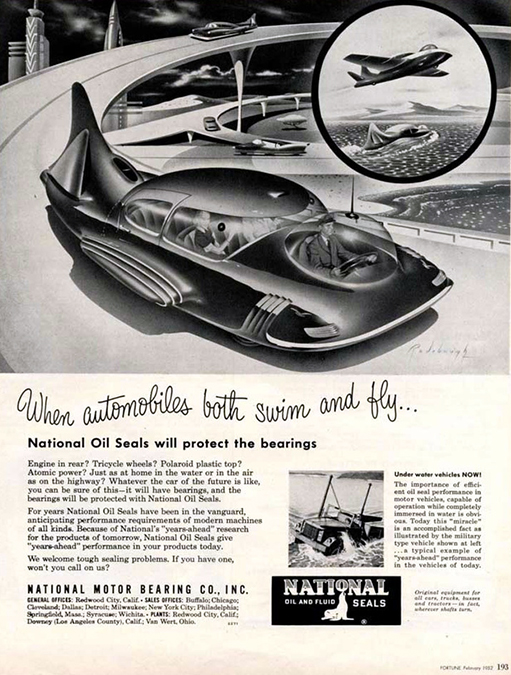 Radebaugh
When automobiles both swim and fly...
National Oil Seals will protect the bearings
Engine in rear? Tricycle wheels? Polaroid plastic top?
Atomic power? Just as at home in the water or in the air
as on the highway? Whatever the car of the future is like,
you can be sure of this—it will have bearings, and the
bearings will be protected with National Oil Seals.
For years National Oil Seals have been in the vanguard,
anticipating performance requirements of modern machines
of all kinds. Because of National's "years-ahead" research
for the products of tomorrow, National Oil Seals give
"years-ahead" performance in your products today.
We welcome tough sealing problems. If you have one,
won't you call on us?
NATIONAL MOTOR BEARING CO., INC.
GENERAL OFFICES: Redwood City, Calif. • SALES OFFICES: Buffalo; Chicago;
Cleveland; Dallas; Detroit; Milwaukee; New York City; Philadelphia;
Springfield, Mass.; Syracuse; Wichita. • PLANTS: Redwood City, Calif.;
Downey (Los Angeles County), Calif.; Van Wert, Ohio.
Under water vehicles NOW!
The importance of effici-
ent oil seal performance in
motor vehicles, capable of
operation while completely
immersed in water is obvi-
ous. Today this "miracle"
is an accomplished fact as
illustrated by the military
type vehicle shown at left
...a typical example of
"years-ahead" performance
in the vehicles of today.
NATIONAL
OIL AND FLUID SEALS
Original equipment for
all cars, trucks, busses
and tractors—in fact,
wherever shafts turn.
FORTUNE February 1952 193